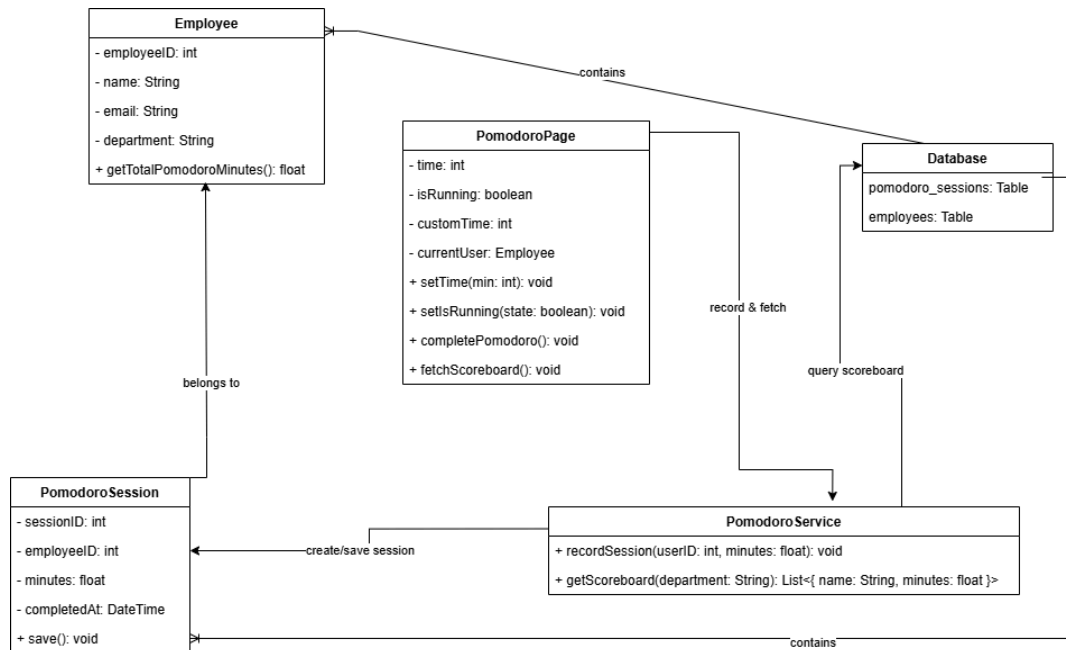 Employee
- employeeID: int
- name: String
- email: String
- department: String
+ getTotalPomodoroMinutes(): float
contains
PomodoroPage
- time: int
- isRunning: boolean
- customTime: int
- currentUser: Employee
+ setTime(min: int): void
+ setIsRunning(state: boolean): void
+ completePomodoro(): void
+ fetchScoreboard(): void
Database
pomodoro_sessions: Table
employees: Table
record & fetch
query scoreboard
belongs to
PomodoroSession
- sessionID: int
- employeeID: int
- minutes: float
- completedAt: DateTime
+ save(): void
create/save session
PomodoroService
+ recordSession(userID: int, minutes: float): void
+ getScoreboard(department: String): List<{ name: String, minutes: float }>
contains